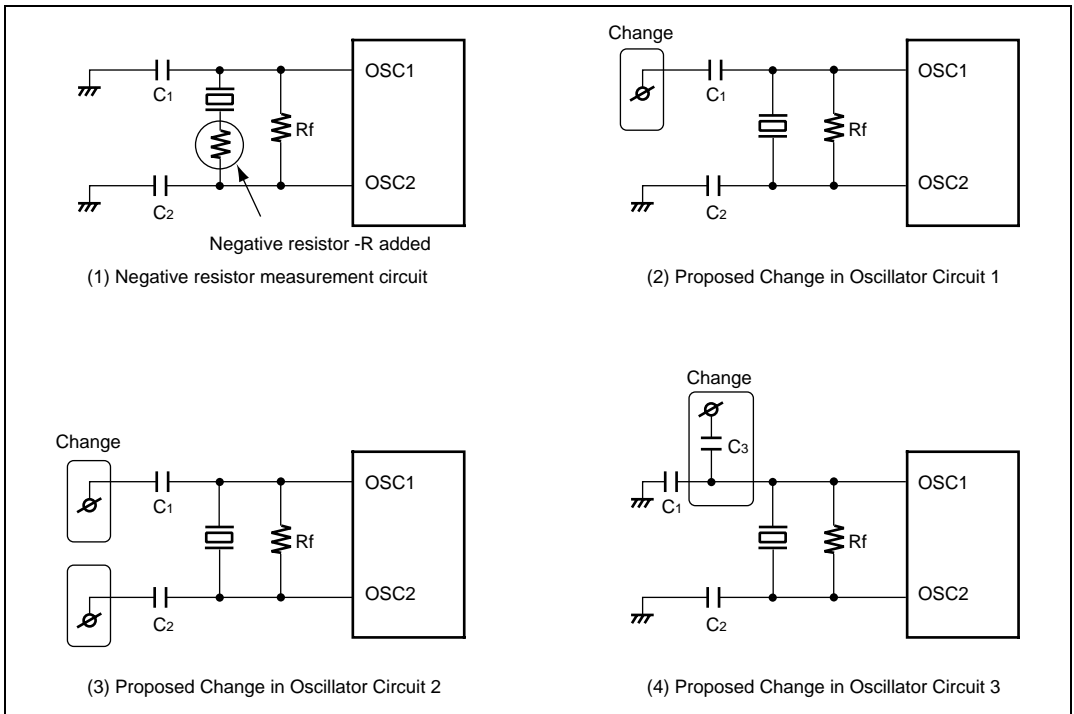 OSC1
C1
Rf
OSC2
C2
Negative resistor -R added
(1) Negative resistor measurement circuit
Change
OSC1
C1
Rf
OSC2
C2
(2) Proposed Change in Oscillator Circuit 1
Change
OSC1
C1
Rf
OSC2
C2
(3) Proposed Change in Oscillator Circuit 2
Change
C3
OSC1
C1
Rf
OSC2
C2
(4) Proposed Change in Oscillator Circuit 3